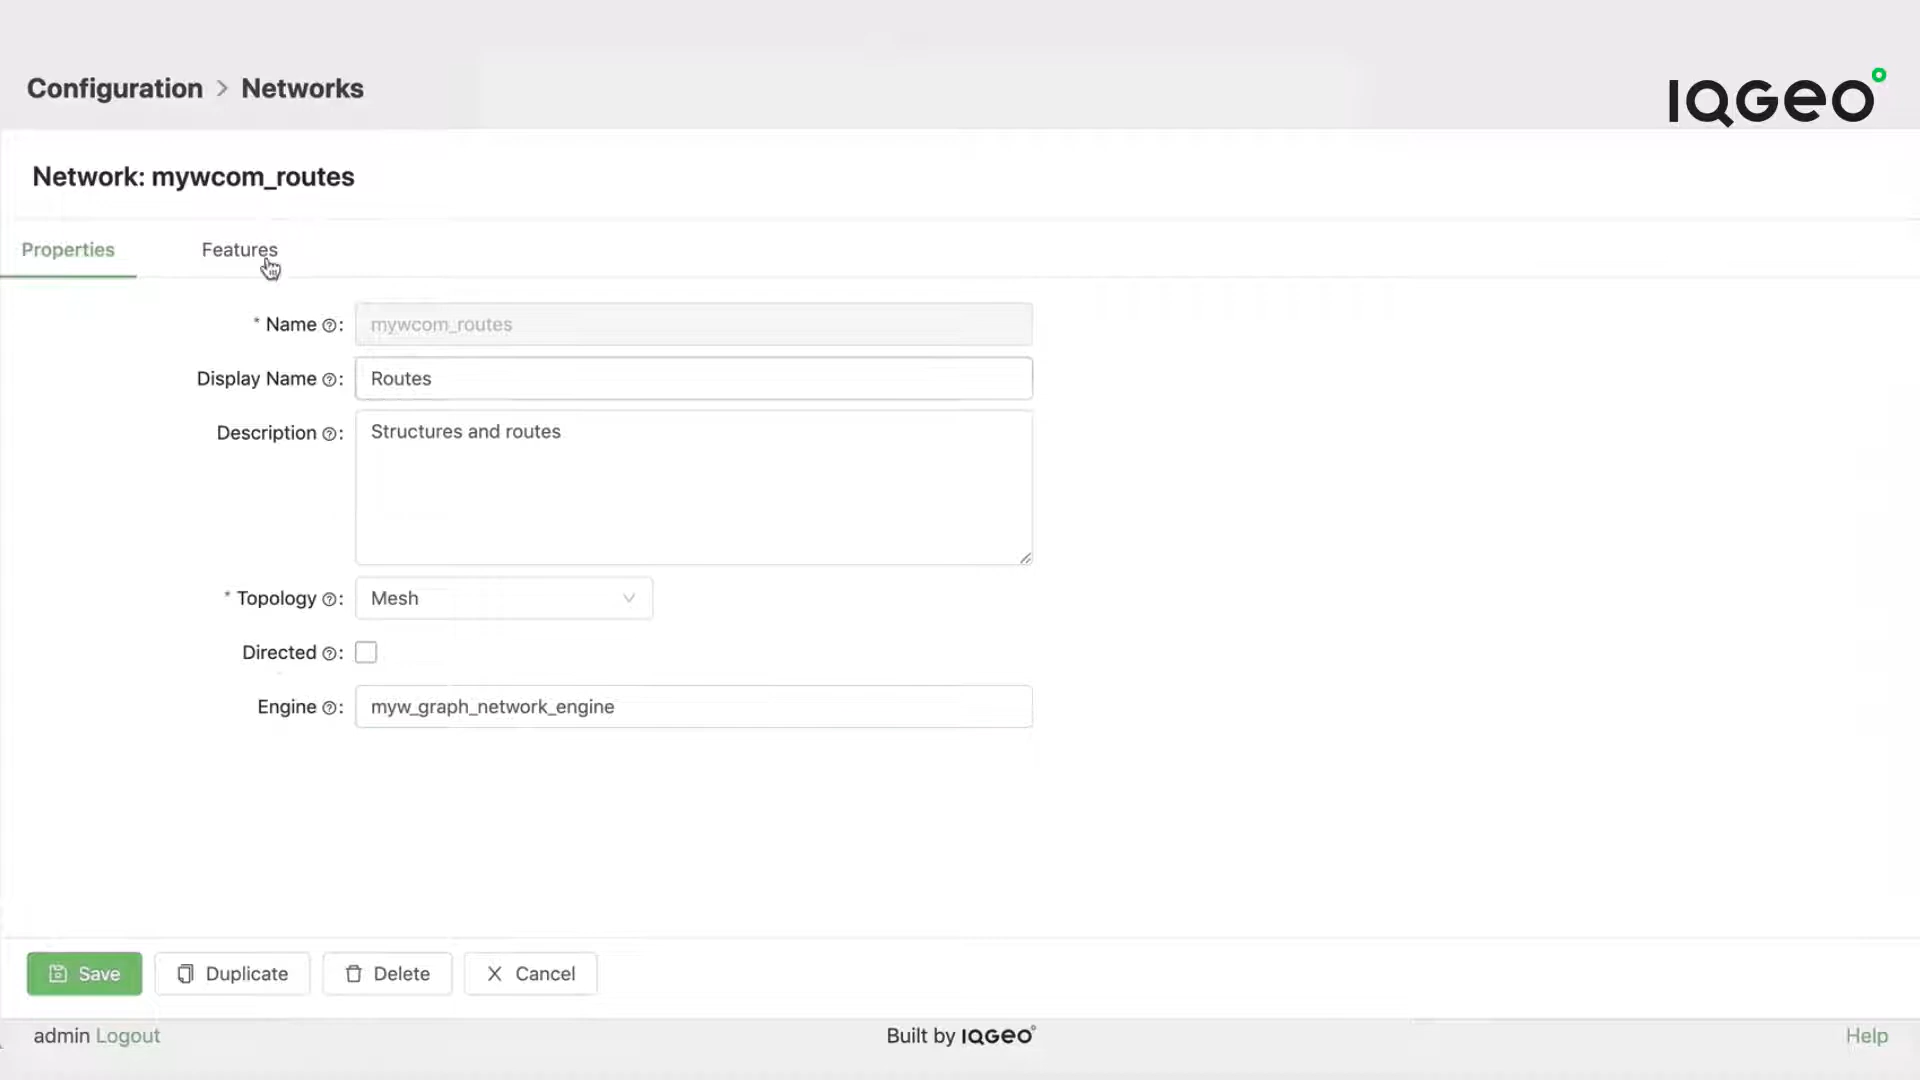 Configuration > Networks
IQGeo
Network: mywcom_routes
Properties
Features
* Name ?:
mywcom_routes
Display Name ?:
Routes
Description ?:
Structures and routes
* Topology ?:
Mesh
Directed ?:
Engine ?:
myw_graph_network_engine
Save
Duplicate
Delete
Cancel
admin Logout
Built by IQGeo
Help